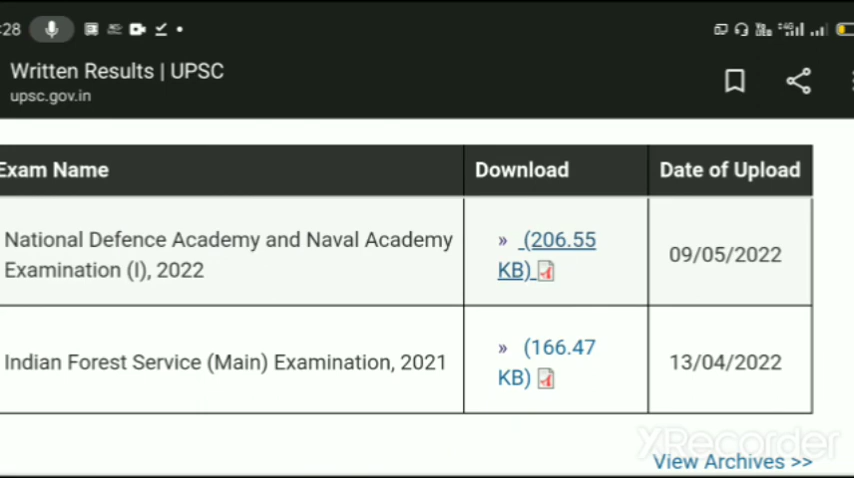 :28
Written Results | UPSC
upsc.gov.in
Exam Name Download Date of Upload
National Defence Academy and Naval Academy
Examination (I), 2022
» (206.55
KB)
09/05/2022
Indian Forest Service (Main) Examination, 2021
» (166.47
KB)
13/04/2022
XRecorder
View Archives >>